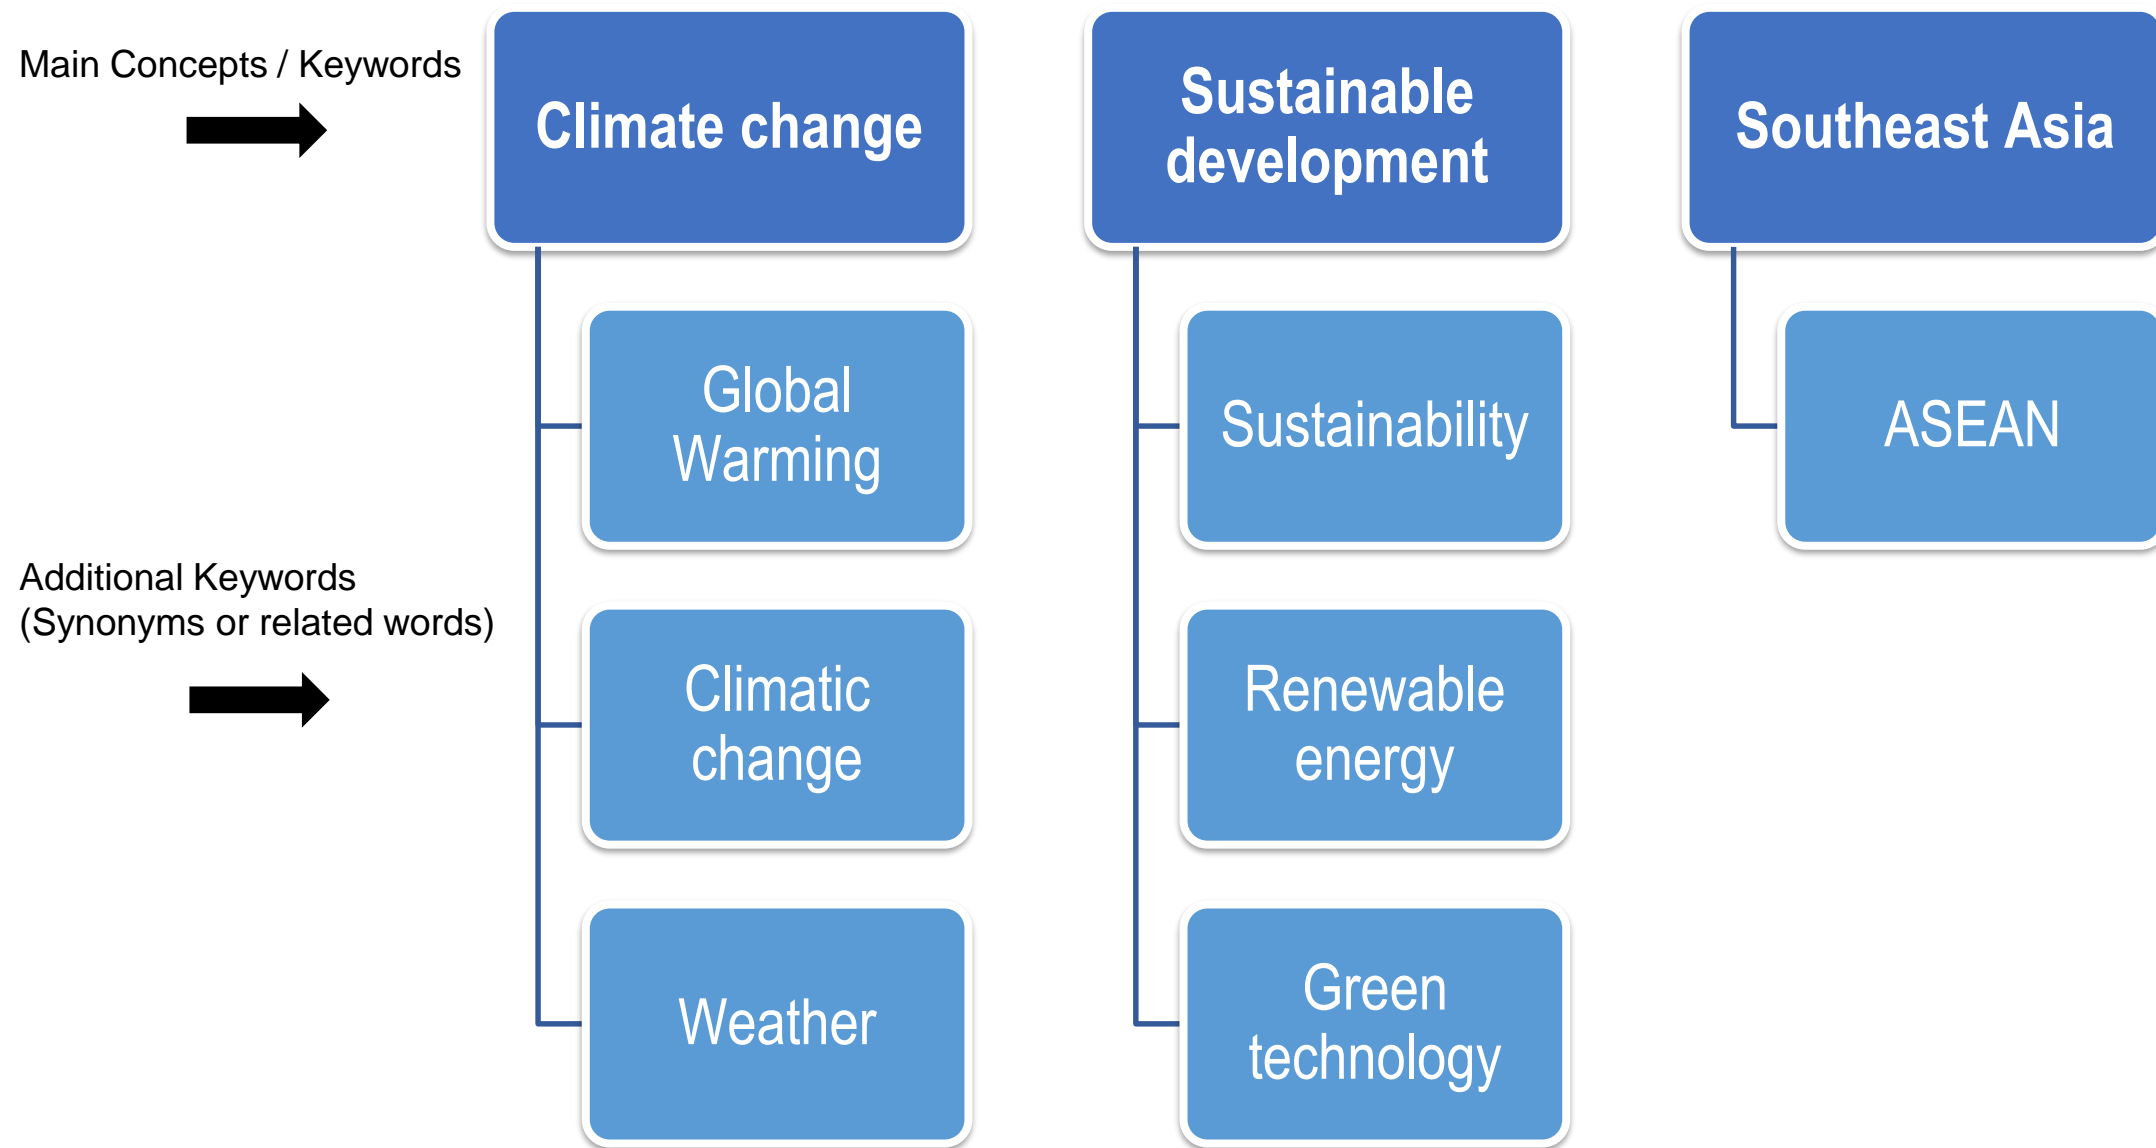 Main Concepts / Keywords
Climate change
Sustainable
development
Southeast Asia
Global
Warming
Sustainability
ASEAN
Additional Keywords
(Synonyms or related words)
Climatic
change
Renewable
energy
Weather
Green
technology